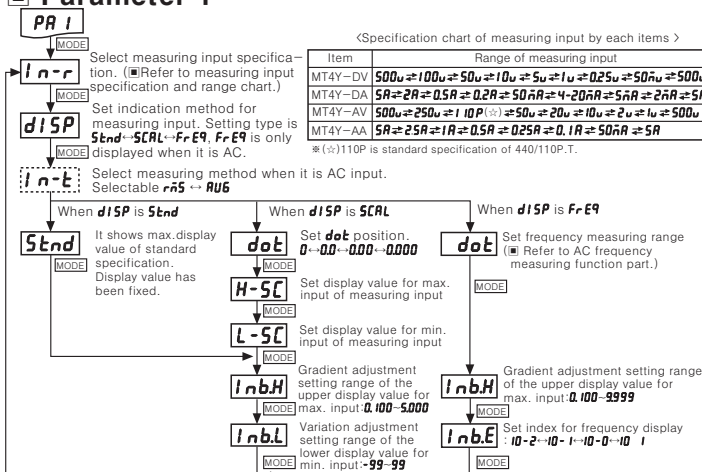 ■ Parameter 1
PA 1
MODE
<Specification chart of measuring input by each items >
In-r
Select measuring input specifica-
tion. (▣Refer to measuring input
specification and range chart.)
MODE
Item Range of measuring input
MT4Y-DV 500v⇄100v⇄50v⇄10v⇄5v⇄1v⇄0.25v⇄50mv⇄500v
MT4Y-DA 5A⇄2A⇄0.5A⇄0.2A⇄50mA⇄4-20mA⇄5mA⇄2mA⇄5A
MT4Y-AV 500v⇄250v⇄110P(☆)⇄50v⇄20v⇄10v⇄2v⇄1v⇄500v
MT4Y-AA 5A⇄2.5A⇄1A⇄0.5A⇄0.25A⇄0.1A⇄50mA⇄5A
※(☆)110P is standard specification of 440/110P.T.
dISP
Set indication method for
measuring input. Setting type is
Stnd↔SCAL↔FrEq, FrEq is only
displayed when it is AC.
MODE
In-t
Select measuring method when it is AC input.
Selectable rmS ↔ AVG
When dISP is Stnd
When dISP is SCAL
When dISP is FrEq
Stnd
It shows max.display
value of standard
specification.
Display value has
been fixed.
MODE
dot
Set dot position.
0↔0.0↔0.00↔0.000
MODE
H-SC
Set display value for max.
input of measuring input
MODE
L-SC
Set display value for min.
input of measuring input
MODE
Inb.H
Gradient adjustment
setting range of the
upper display value for
max. input:0.100~5.000
MODE
Inb.L
Variation adjustment
setting range of the
lower display value for
min. input:-99~99
MODE
dot
Set frequency measuring range
(▣ Refer to AC frequency
measuring function part.)
MODE
Inb.H
Gradient adjustment setting range
of the upper display value for
max. input:0.100~9.999
MODE
Inb.E
Set index for frequency display
: 10-2↔10-1↔10-0↔10 1
MODE